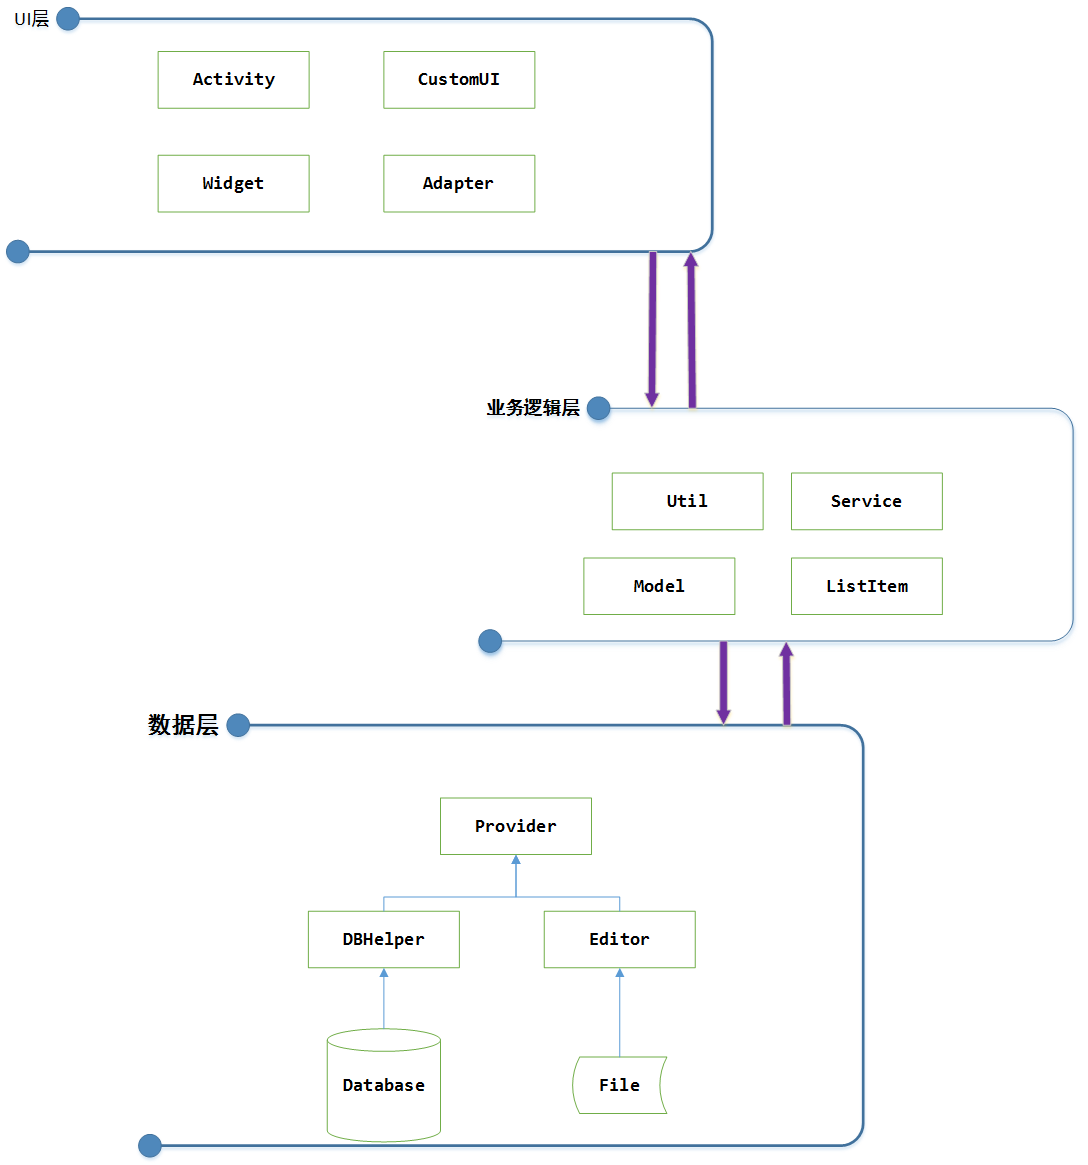 UI层
Activity
CustomUI
Widget
Adapter
业务逻辑层
Util
Service
Model
ListItem
数据层
Provider
DBHelper
Editor
Database
File